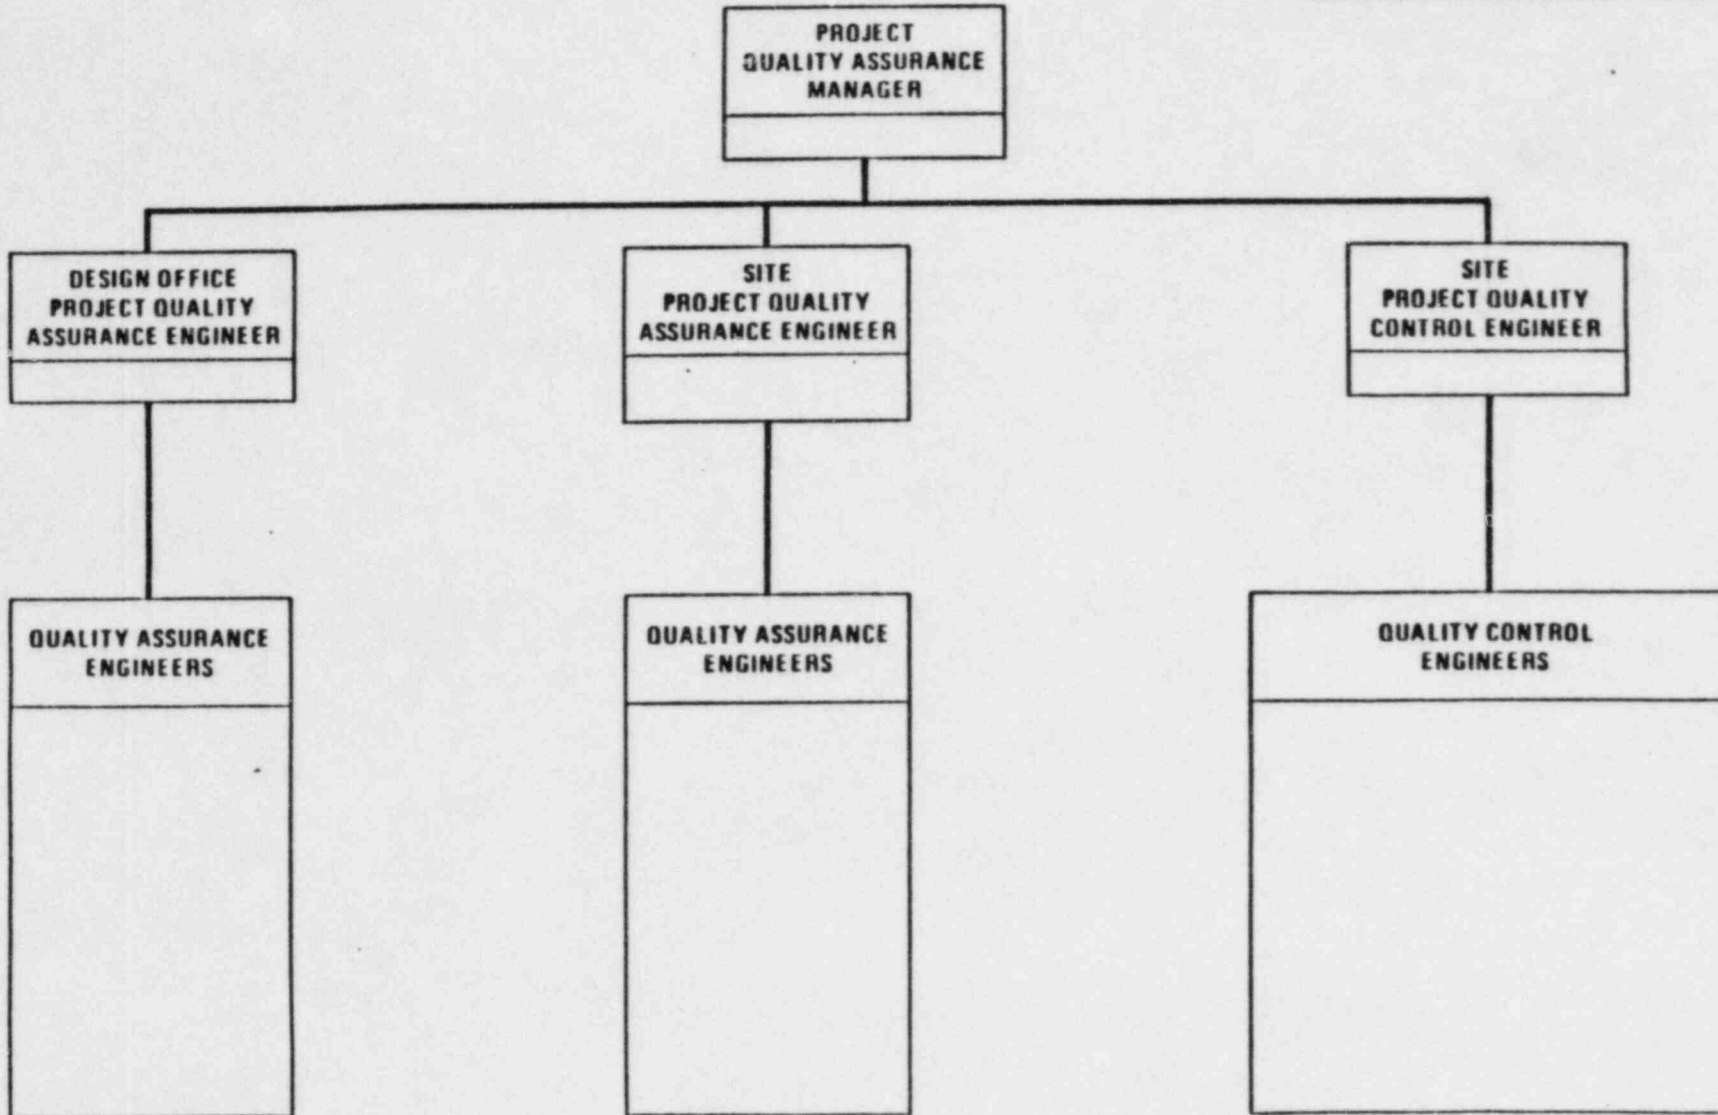 PROJECT
QUALITY ASSURANCE
MANAGER
DESIGN OFFICE
PROJECT QUALITY
ASSURANCE ENGINEER
SITE
PROJECT QUALITY
ASSURANCE ENGINEER
SITE
PROJECT QUALITY
CONTROL ENGINEER
QUALITY ASSURANCE
ENGINEERS
QUALITY ASSURANCE
ENGINEERS
QUALITY CONTROL
ENGINEERS